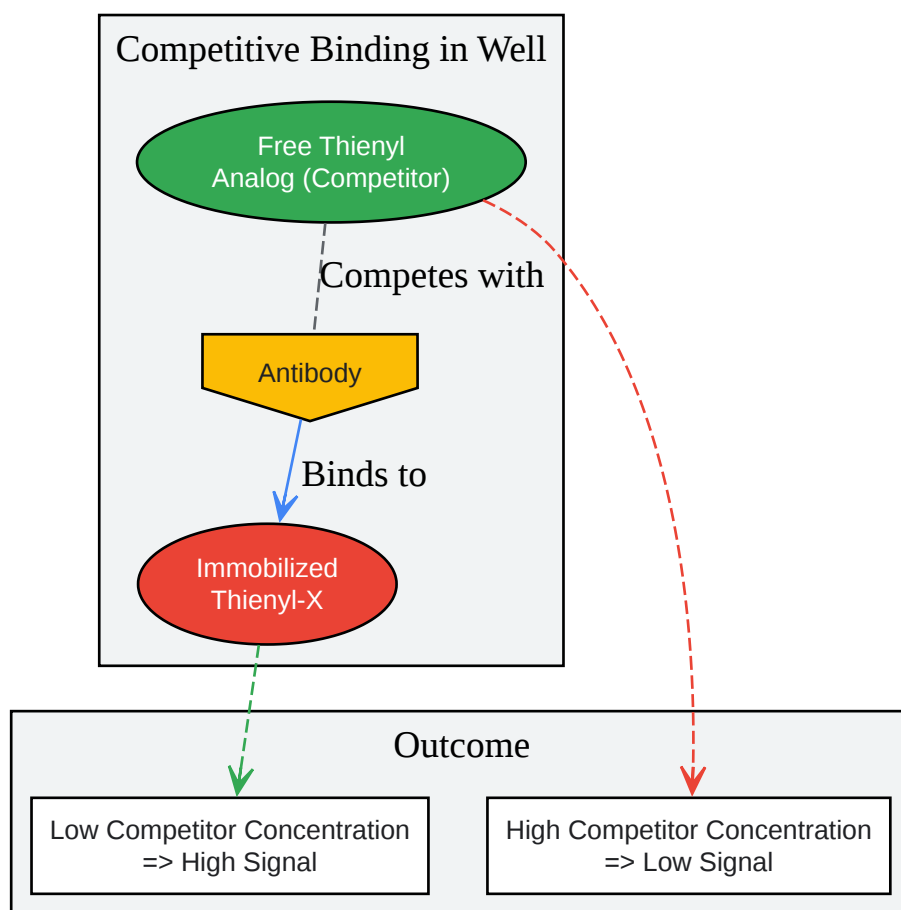 Competitive Binding in Well
Free Thienyl
Analog (Competitor)
Competes with
Antibody
Binds to
Immobilized
Thienyl-X
Outcome
Low Competitor Concentration
=> High Signal
High Competitor Concentration
=> Low Signal